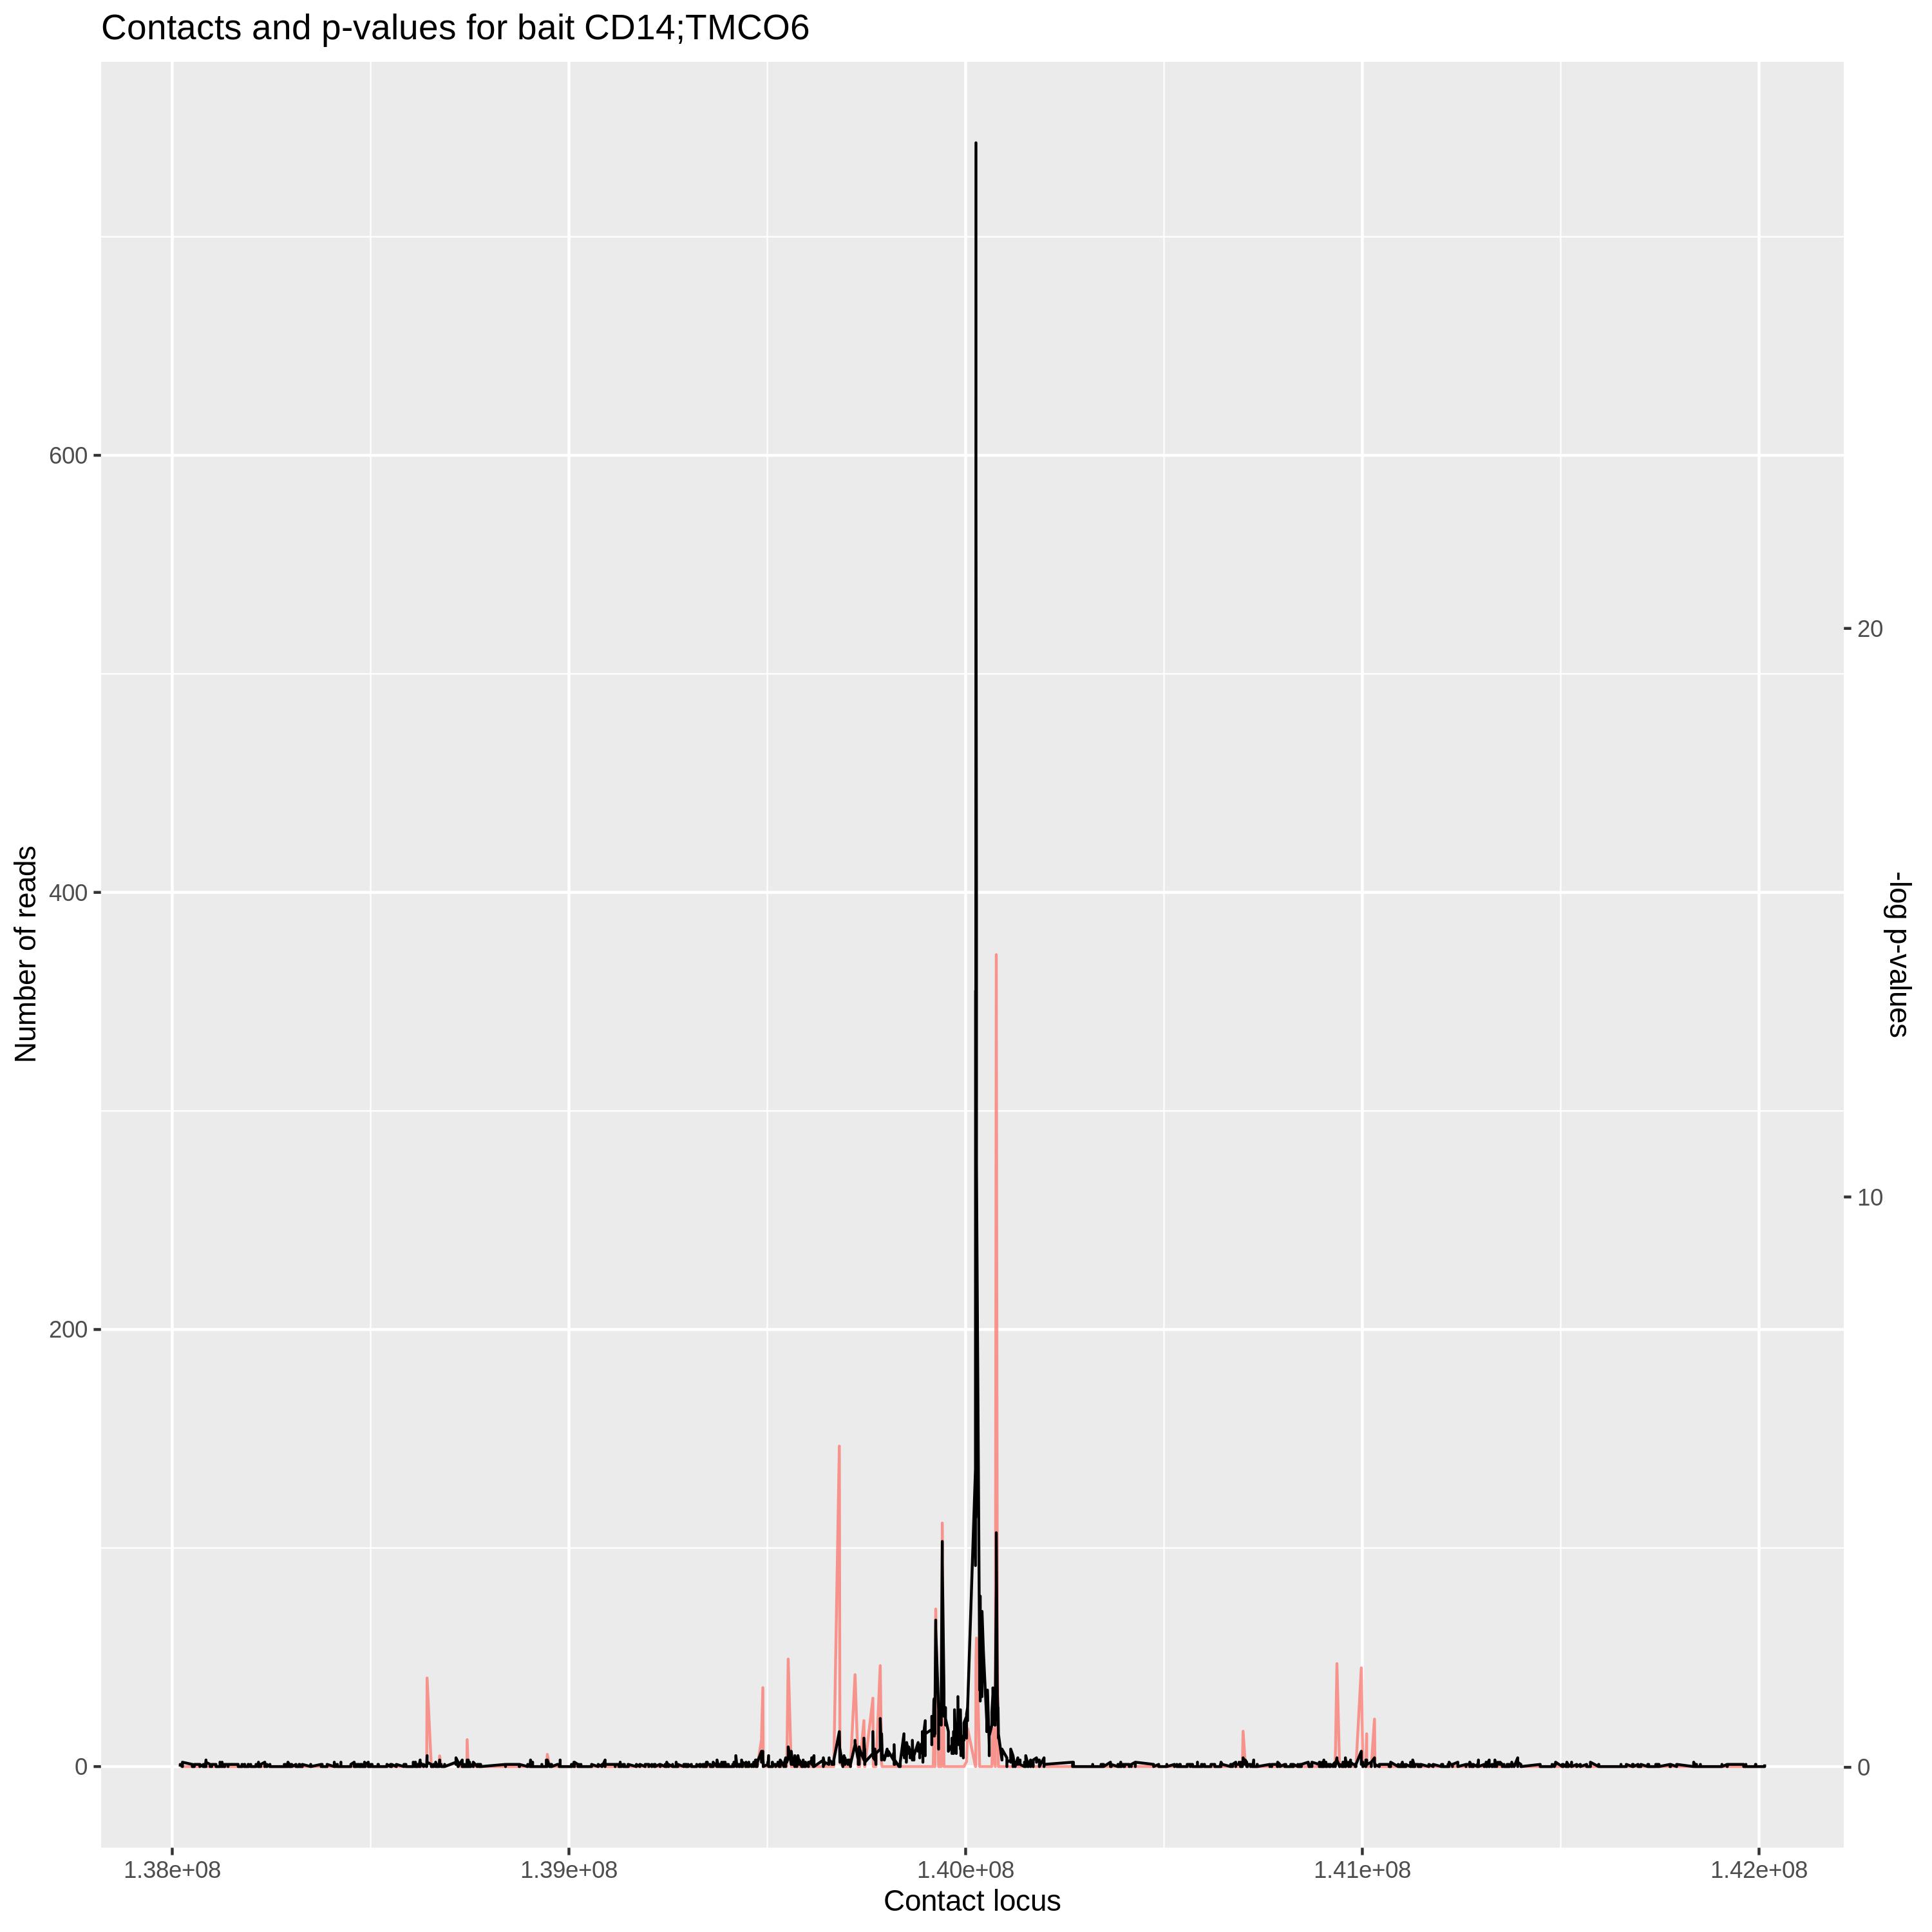 Contacts and p-values for bait CD14;TMCO6
Number of reads
600
400
200
0
20
10
0
-log p-values
1.38e+08 1.39e+08 1.40e+08 1.41e+08 1.42e+08
Contact locus